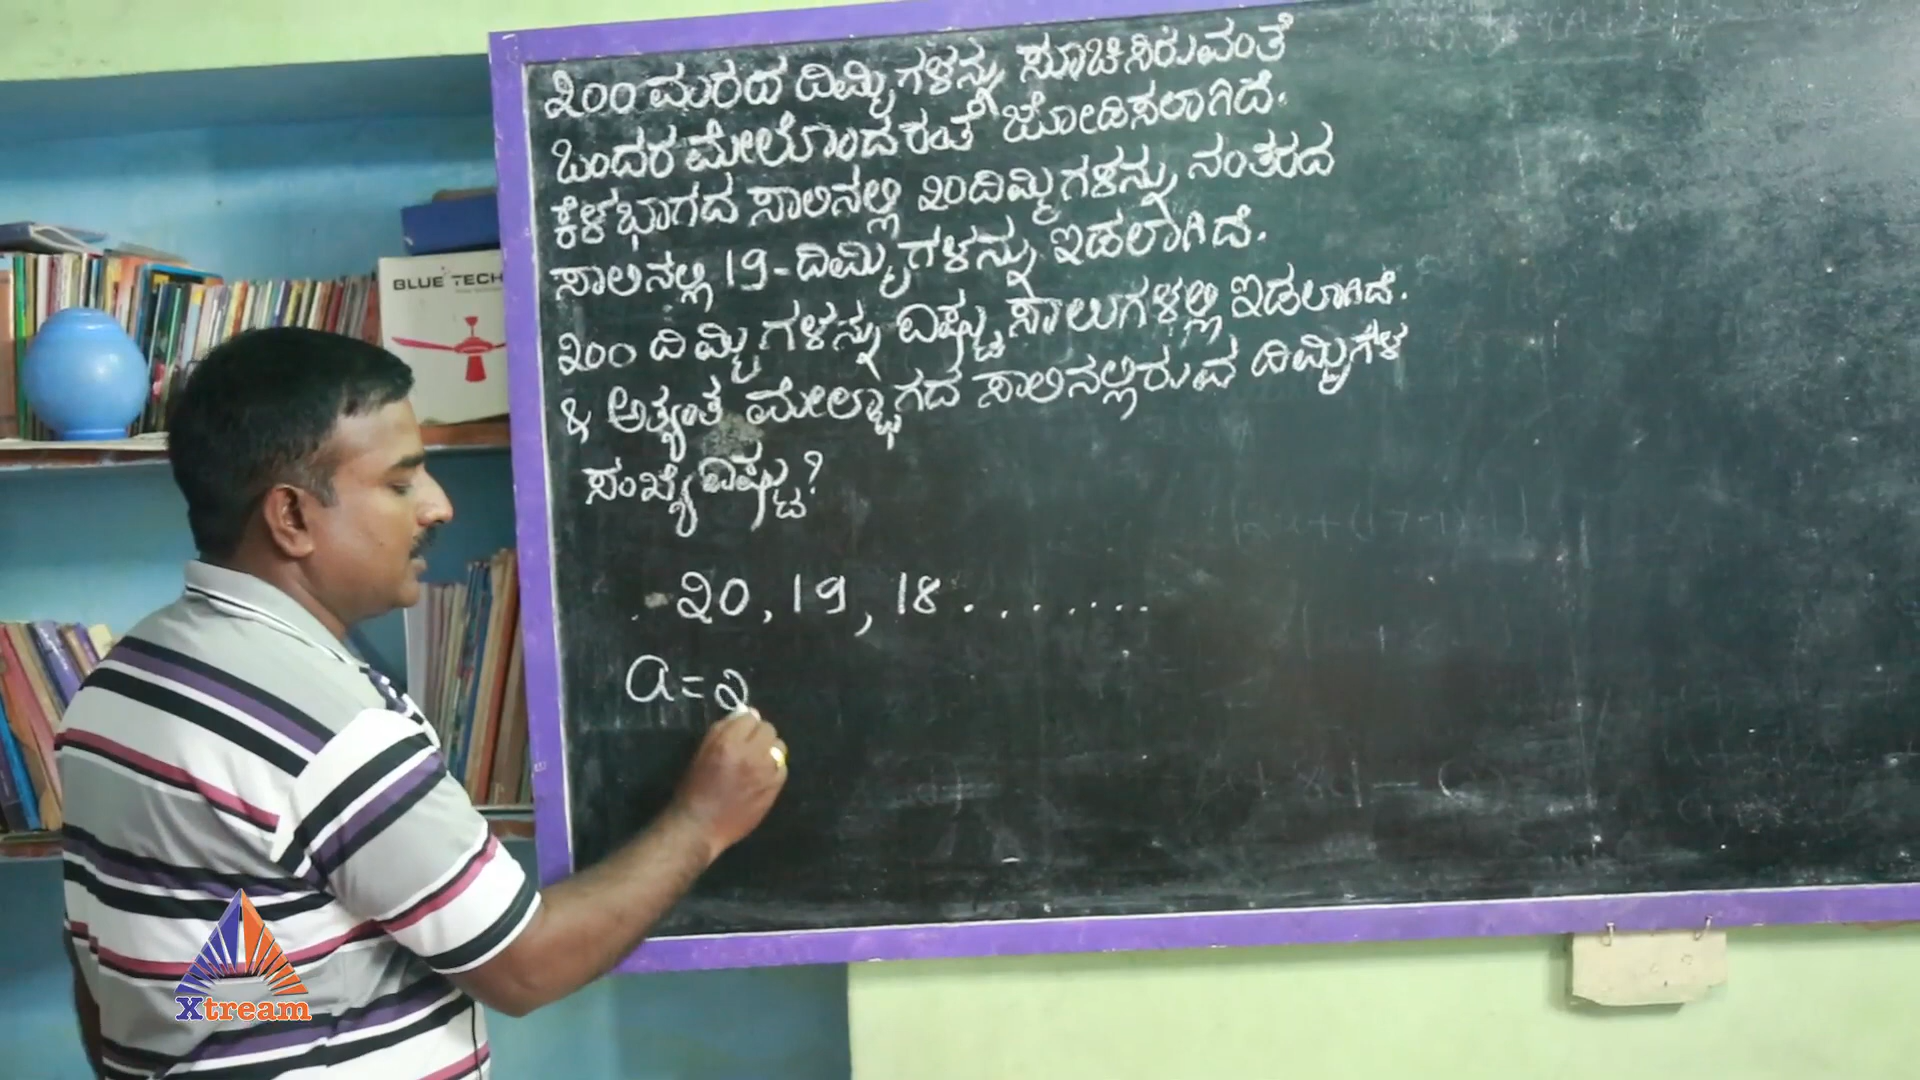 ೨೦೦ ಮರದ ದಿಮ್ಮಿಗಳನ್ನು ಸೂಚಿಸಿರುವಂತೆ
ಒಂದರ ಮೇಲೊಂದರಂತೆ ಜೋಡಿಸಲಾಗಿದೆ.
ಕೆಳಭಾಗದ ಸಾಲಿನಲ್ಲಿ ೨೦ದಿಮ್ಮಿಗಳನ್ನು ನಂತರದ
ಸಾಲಿನಲ್ಲಿ 19-ದಿಮ್ಮಿಗಳನ್ನು ಇಡಲಾಗಿದೆ.
೨೦೦ ದಿಮ್ಮಿಗಳನ್ನು ಎಷ್ಟು ಸಾಲುಗಳಲ್ಲಿ ಇಡಲಾಗಿದೆ.
& ಅತ್ಯಂತ ಮೇಲ್ಭಾಗದ ಸಾಲಿನಲ್ಲಿರುವ ದಿಮ್ಮಿಗಳ
ಸಂಖ್ಯೆ ಎಷ್ಟು?
೨೦, 19, 18 . . . . . . . .
a = ೨
BLUE TECH
Xtream